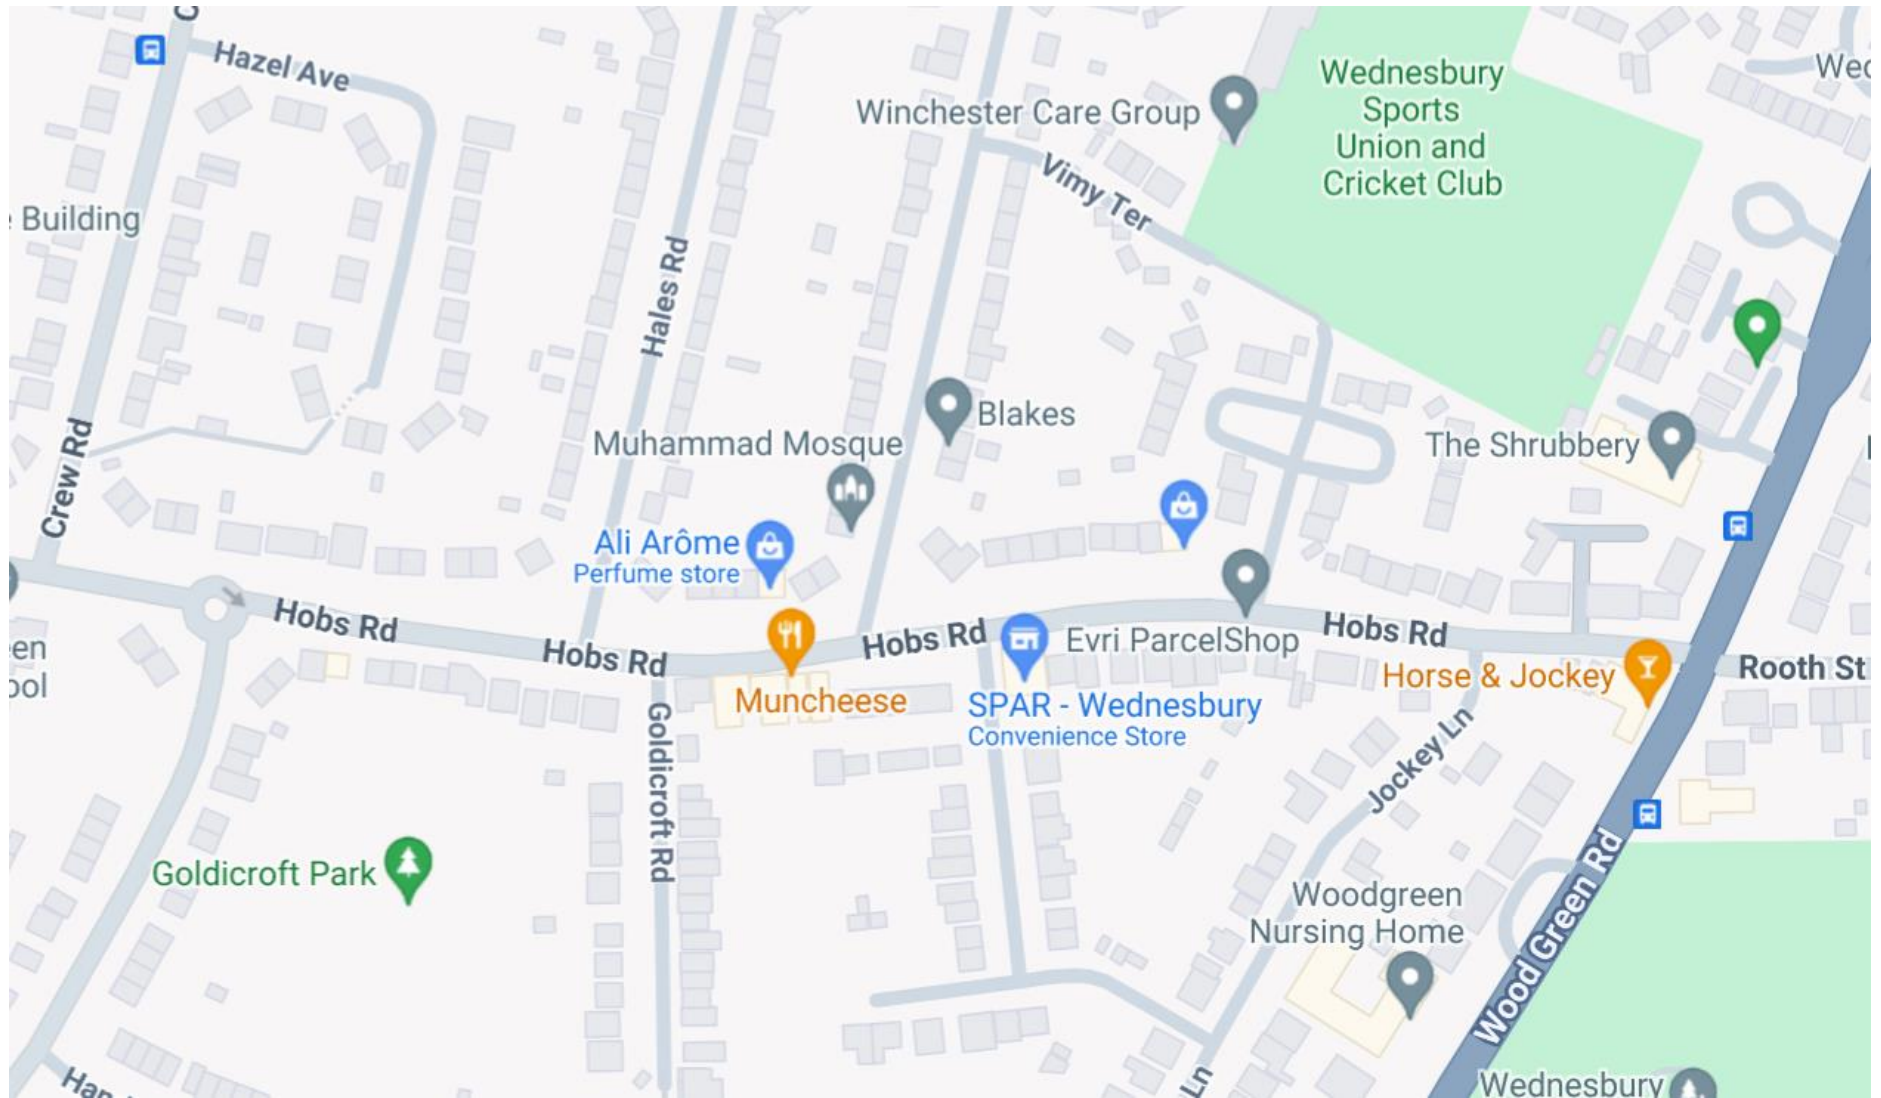 Hazel Ave
Winchester Care Group
Wednesbury
Sports
Union and
Cricket Club
Vimy Ter
Building
Hales Rd
Blakes
Muhammad Mosque
The Shrubbery
Crew Rd
Ali Arôme
Perfume store
Hobs Rd
Hobs Rd
Hobs Rd
Evri ParcelShop
Hobs Rd
Horse & Jockey
Rooth St
Muncheese
SPAR - Wednesbury
Convenience Store
Goldicroft Rd
Jockey Ln
Goldicroft Park
Woodgreen
Nursing Home
Wood Green Rd
Ln
Wednesbury